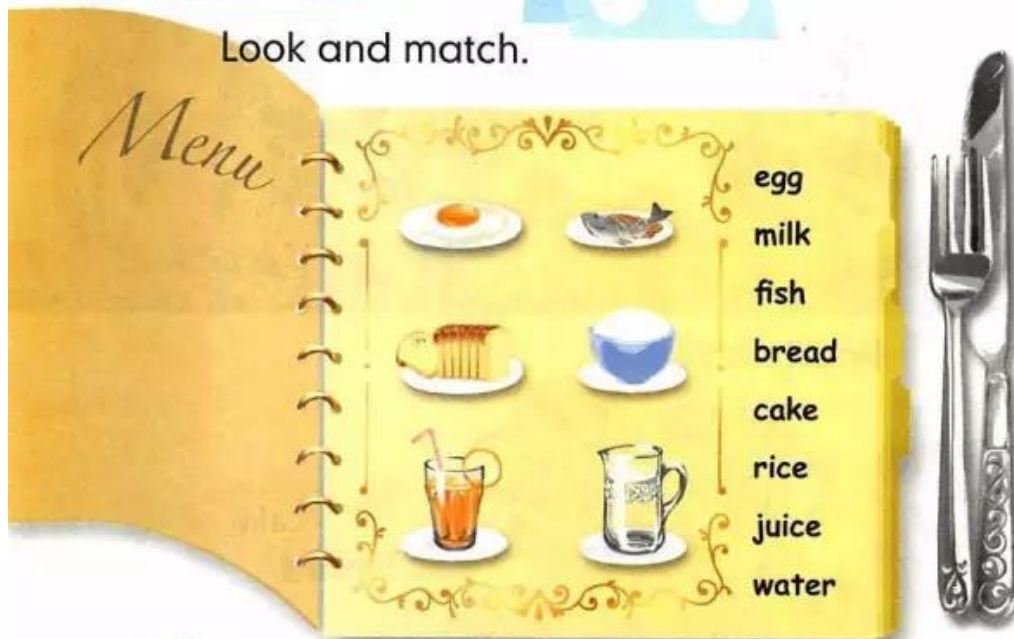 Look and match.
Menu
egg
milk
fish
bread
cake
rice
juice
water